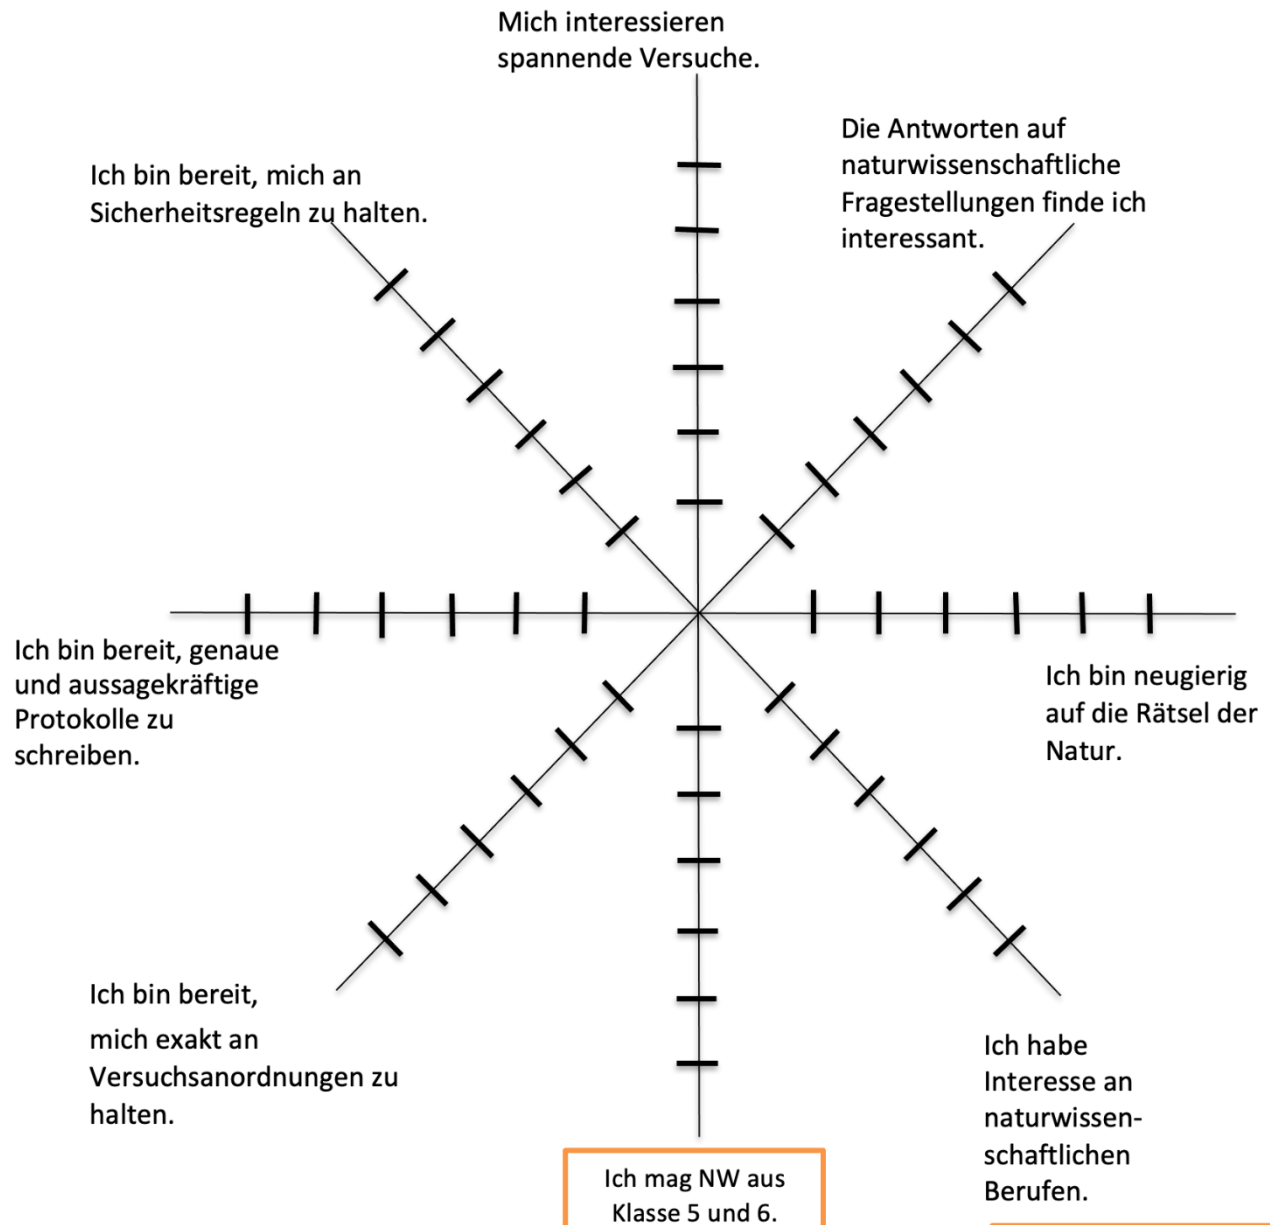 Mich interessieren
spannende Versuche.
Die Antworten auf
naturwissenschaftliche
Fragestellungen finde ich
interessant.
Ich bin bereit, mich an
Sicherheitsregeln zu halten.
Ich bin bereit, genaue
und aussagekräftige
Protokolle zu
schreiben.
Ich bin neugierig
auf die Rätsel der
Natur.
Ich bin bereit,
mich exakt an
Versuchsanordnungen zu
halten.
Ich habe
Interesse an
naturwissen-
schaftlichen
Berufen.
Ich mag NW aus
Klasse 5 und 6.